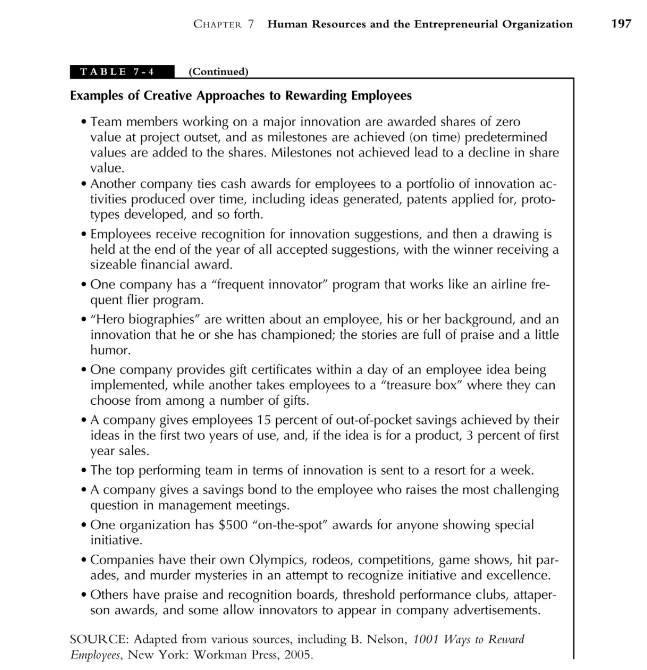 CHAPTER 7 Human Resources and the Entrepreneurial Organization 197
TABLE 7-4 (Continued)
Examples of Creative Approaches to Rewarding Employees
• Team members working on a major innovation are awarded shares of zero
value at project outset, and as milestones are achieved (on time) predetermined
values are added to the shares. Milestones not achieved lead to a decline in share
value.
• Another company ties cash awards for employees to a portfolio of innovation ac-
tivities produced over time, including ideas generated, patents applied for, proto-
types developed, and so forth.
• Employees receive recognition for innovation suggestions, and then a drawing is
held at the end of the year of all accepted suggestions, with the winner receiving a
sizeable financial award.
• One company has a “frequent innovator” program that works like an airline fre-
quent flier program.
• “Hero biographies” are written about an employee, his or her background, and an
innovation that he or she has championed; the stories are full of praise and a little
humor.
• One company provides gift certificates within a day of an employee idea being
implemented, while another takes employees to a “treasure box” where they can
choose from among a number of gifts.
• A company gives employees 15 percent of out-of-pocket savings achieved by their
ideas in the first two years of use, and, if the idea is for a product, 3 percent of first
year sales.
• The top performing team in terms of innovation is sent to a resort for a week.
• A company gives a savings bond to the employee who raises the most challenging
question in management meetings.
• One organization has $500 “on-the-spot” awards for anyone showing special
initiative.
• Companies have their own Olympics, rodeos, competitions, game shows, hit par-
ades, and murder mysteries in an attempt to recognize initiative and excellence.
• Others have praise and recognition boards, threshold performance clubs, attaper-
son awards, and some allow innovators to appear in company advertisements.
SOURCE: Adapted from various sources, including B. Nelson, 1001 Ways to Reward
Employees, New York: Workman Press, 2005.